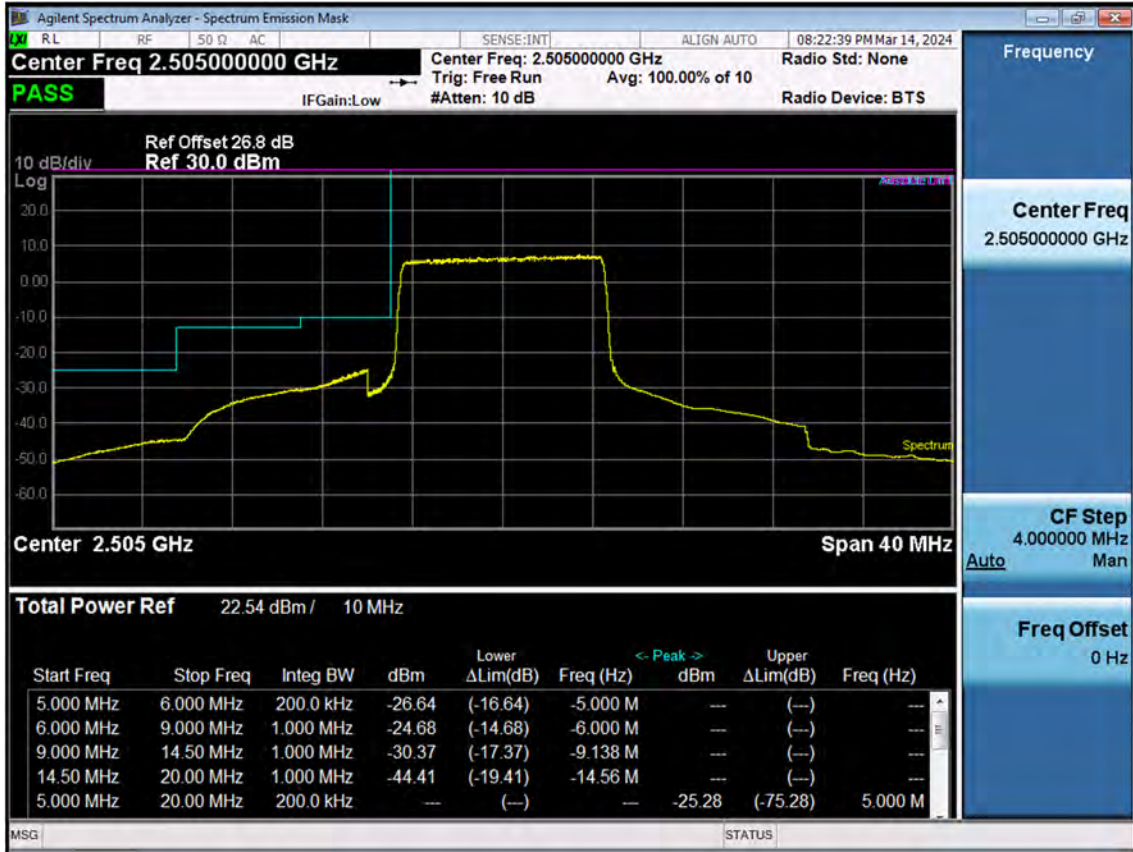 Agilent Spectrum Analyzer - Spectrum Emission Mask
LXI RL RF 50 Ω AC SENSE:INT ALIGN AUTO 08:22:39 PM Mar 14, 2024
Center Freq 2.505000000 GHz
PASS
IFGain:Low
Center Freq: 2.505000000 GHz
Trig: Free Run Avg: 100.00% of 10
#Atten: 10 dB
Radio Std: None
Radio Device: BTS
Ref Offset 26.8 dB
10 dB/div Ref 30.0 dBm
Log
20.0
10.0
0.00
-10.0
-20.0
-30.0
-40.0
-50.0
-60.0
Spectrum
Center 2.505 GHz Span 40 MHz
Total Power Ref 22.54 dBm / 10 MHz
Lower <- Peak -> Upper
Start Freq Stop Freq Integ BW dBm ΔLim(dB) Freq (Hz) dBm ΔLim(dB) Freq (Hz)
5.000 MHz 6.000 MHz 200.0 kHz -26.64 (-16.64) -5.000 M --- (---) ---
6.000 MHz 9.000 MHz 1.000 MHz -24.68 (-14.68) -6.000 M --- (---) ---
9.000 MHz 14.50 MHz 1.000 MHz -30.37 (-17.37) -9.138 M --- (---) ---
14.50 MHz 20.00 MHz 1.000 MHz -44.41 (-19.41) -14.56 M --- (---) ---
5.000 MHz 20.00 MHz 200.0 kHz --- (---) --- -25.28 (-75.28) 5.000 M
MSG STATUS
Frequency
Center Freq
2.505000000 GHz
CF Step
4.000000 MHz
Auto Man
Freq Offset
0 Hz